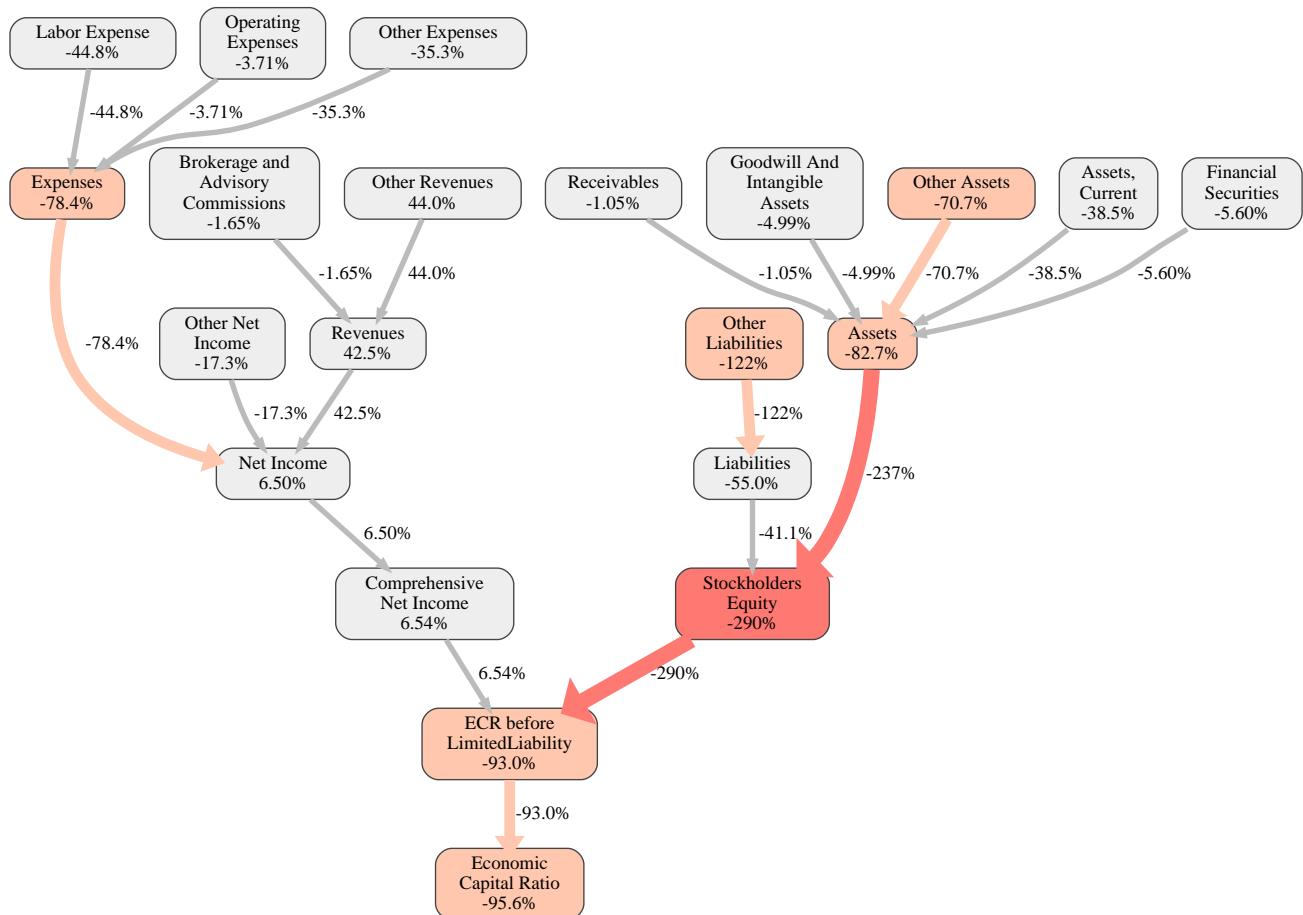 Labor Expense
-44.8%
Operating
Expenses
-3.71%
Other Expenses
-35.3%
-44.8%
-3.71%
-35.3%
Expenses
-78.4%
Brokerage and
Advisory
Commissions
-1.65%
Other Revenues
44.0%
Receivables
-1.05%
Goodwill And
Intangible
Assets
-4.99%
Other Assets
-70.7%
Assets,
Current
-38.5%
Financial
Securities
-5.60%
-1.65%
44.0%
-1.05%
-4.99%
-70.7%
-38.5%
-5.60%
Other Net
Income
-17.3%
Revenues
42.5%
Other
Liabilities
-122%
Assets
-82.7%
-78.4%
-17.3%
42.5%
-122%
-237%
Net Income
6.50%
Liabilities
-55.0%
6.50%
-41.1%
Comprehensive
Net Income
6.54%
Stockholders
Equity
-290%
6.54%
-290%
ECR before
LimitedLiability
-93.0%
-93.0%
Economic
Capital Ratio
-95.6%